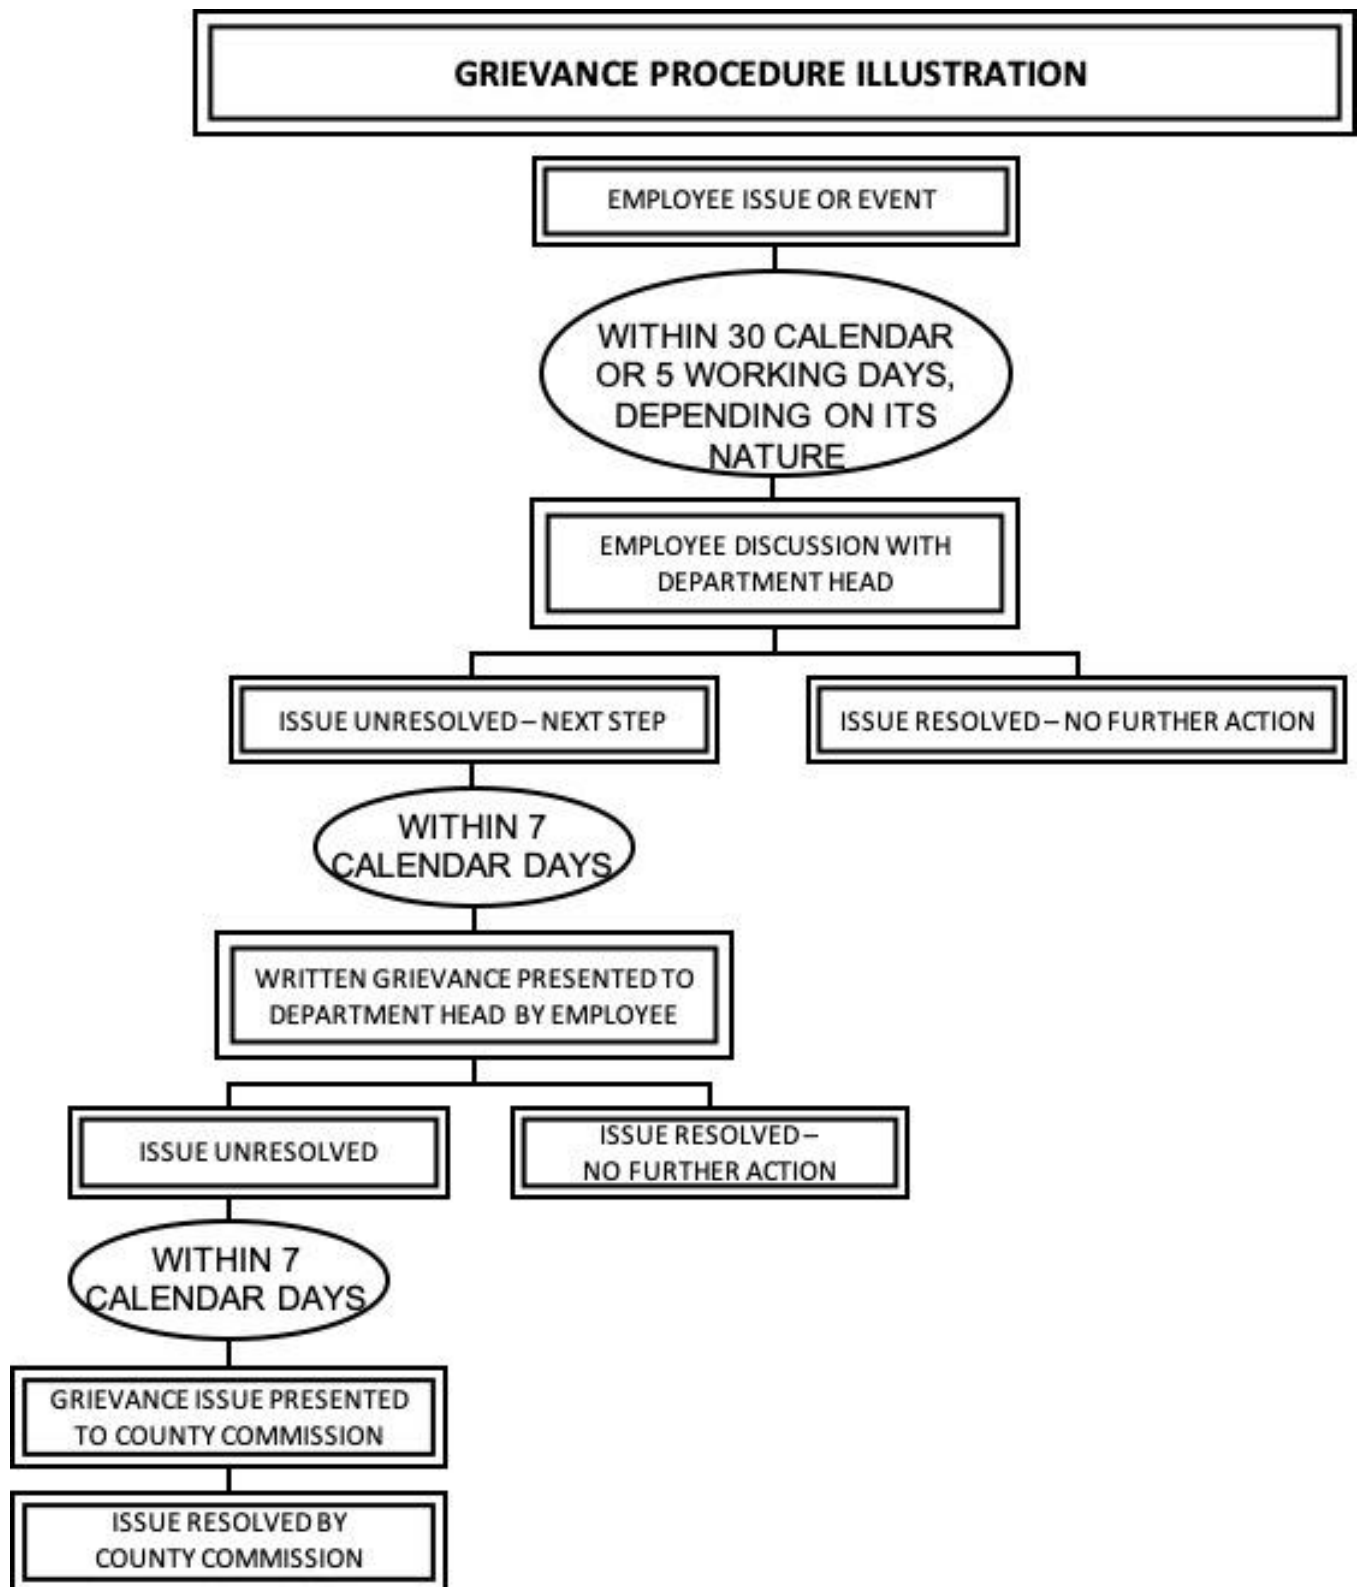 GRIEVANCE PROCEDURE ILLUSTRATION
EMPLOYEE ISSUE OR EVENT
WITHIN 30 CALENDAR
OR 5 WORKING DAYS,
DEPENDING ON ITS
NATURE
EMPLOYEE DISCUSSION WITH
DEPARTMENT HEAD
ISSUE UNRESOLVED – NEXT STEP
ISSUE RESOLVED – NO FURTHER ACTION
WITHIN 7
CALENDAR DAYS
WRITTEN GRIEVANCE PRESENTED TO
DEPARTMENT HEAD BY EMPLOYEE
ISSUE UNRESOLVED
ISSUE RESOLVED –
NO FURTHER ACTION
WITHIN 7
CALENDAR DAYS
GRIEVANCE ISSUE PRESENTED
TO COUNTY COMMISSION
ISSUE RESOLVED BY
COUNTY COMMISSION